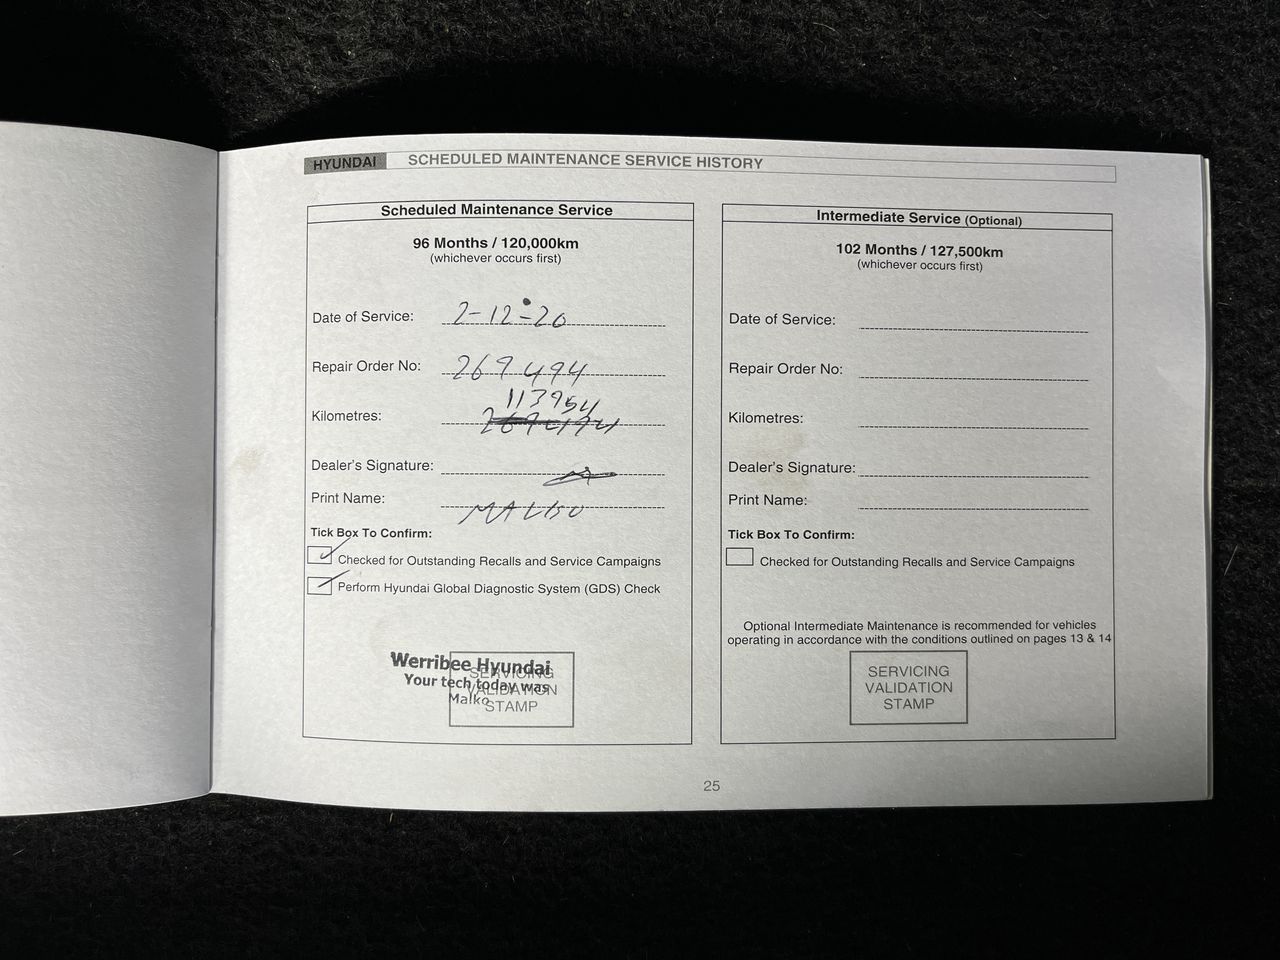 HYUNDAI SCHEDULED MAINTENANCE SERVICE HISTORY
Scheduled Maintenance Service
96 Months / 120,000km
(whichever occurs first)
Date of Service: 2-12-20
Repair Order No: 269494
113954
Kilometres: 269494
Dealer's Signature:
Print Name: MALKO
Tick Box To Confirm:
Checked for Outstanding Recalls and Service Campaigns
Perform Hyundai Global Diagnostic System (GDS) Check
Werribee Hyundai
Your tech today was
Malko
SERVICING
VALIDATION
STAMP
Intermediate Service (Optional)
102 Months / 127,500km
(whichever occurs first)
Date of Service:
Repair Order No:
Kilometres:
Dealer's Signature:
Print Name:
Tick Box To Confirm:
Checked for Outstanding Recalls and Service Campaigns
Optional Intermediate Maintenance is recommended for vehicles
operating in accordance with the conditions outlined on pages 13 & 14
SERVICING
VALIDATION
STAMP
25